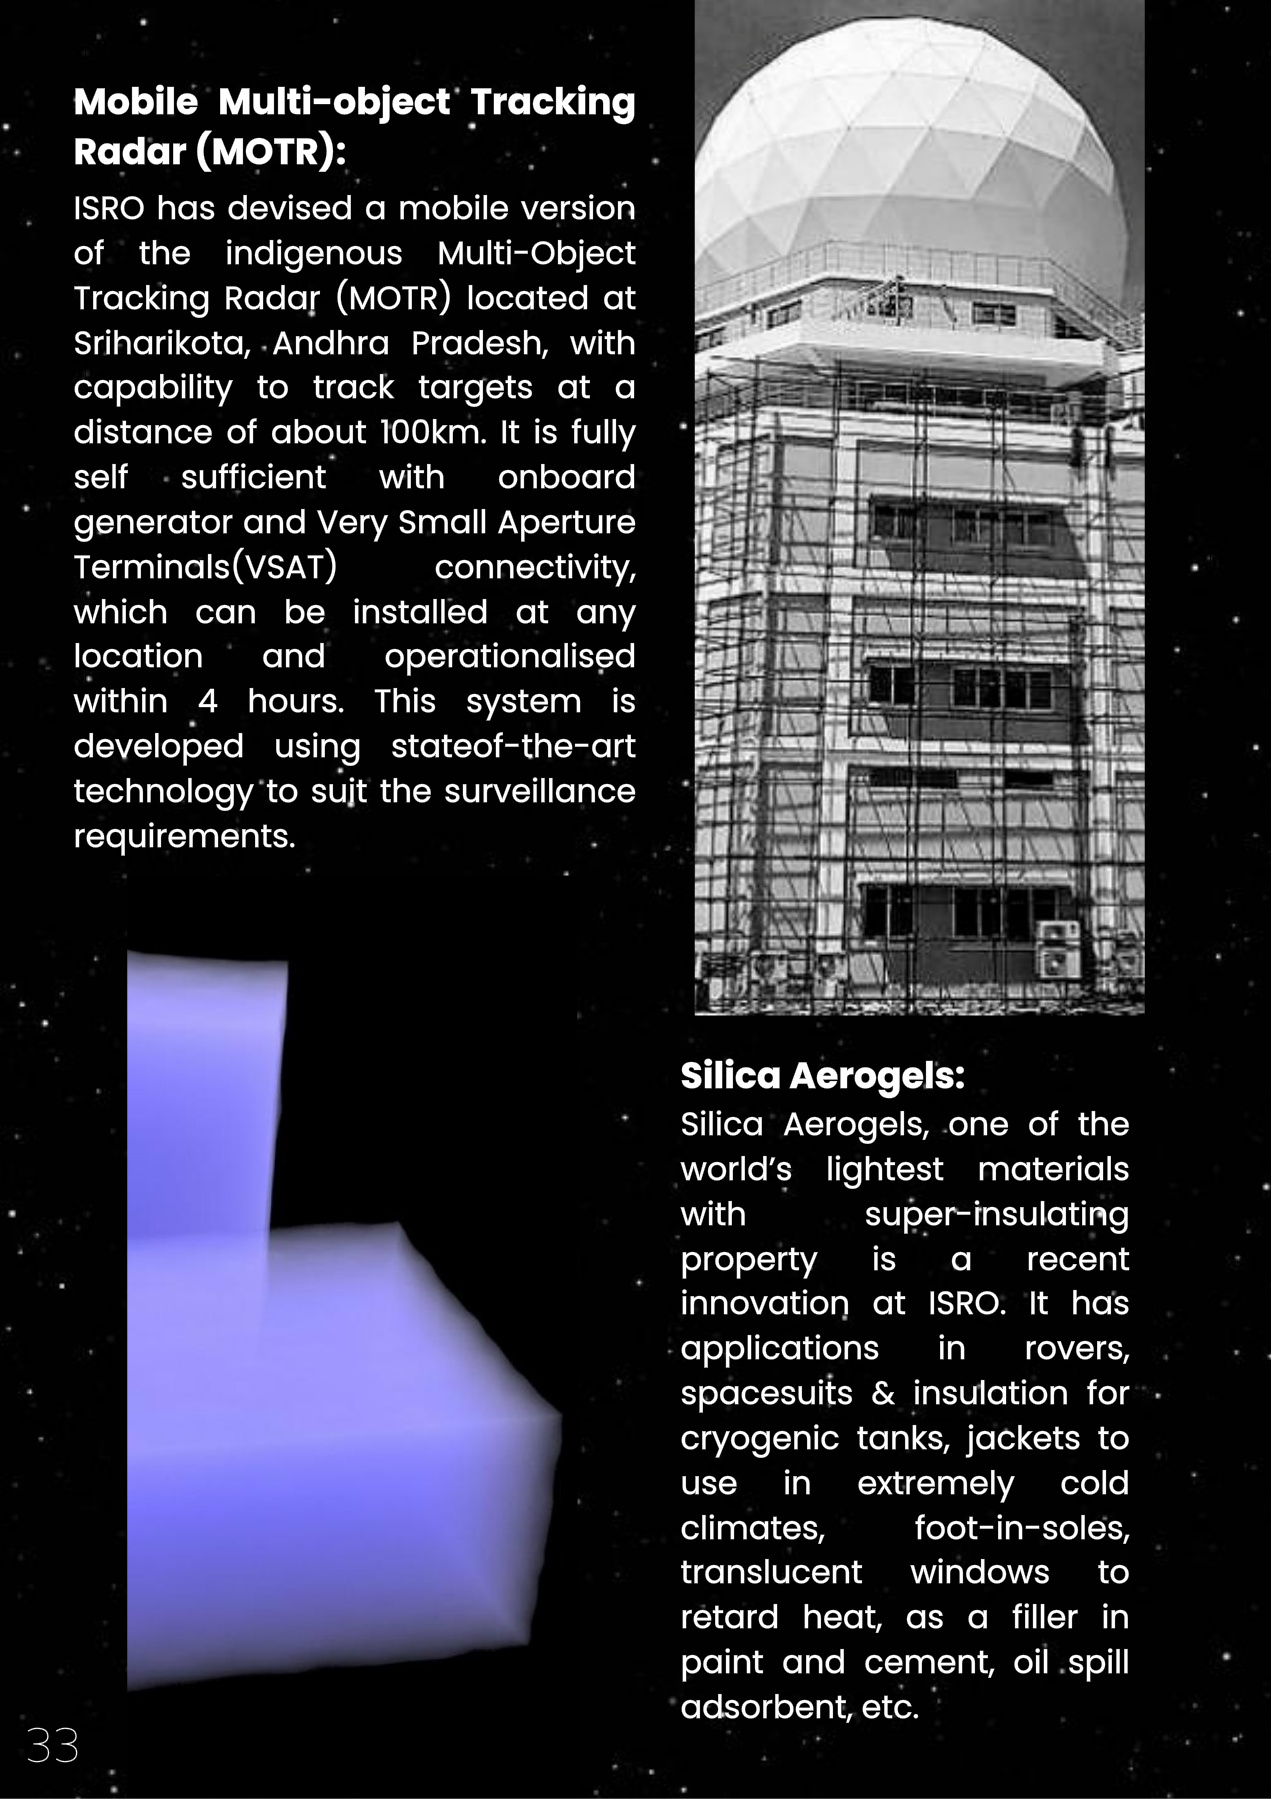 Mobile Multi-object Tracking
Radar (MOTR):
ISRO has devised a mobile version
of the indigenous Multi-Object
Tracking Radar (MOTR) located at
Sriharikota, Andhra Pradesh, with
capability to track targets at a
distance of about 100km. It is fully
self sufficient with onboard
generator and Very Small Aperture
Terminals(VSAT) connectivity,
which can be installed at any
location and operationalised
within 4 hours. This system is
developed using stateof-the-art
technology to suit the surveillance
requirements.
Silica Aerogels:
Silica Aerogels, one of the
world's lightest materials
with super-insulating
property is a recent
innovation at ISRO. It has
applications in rovers,
spacesuits & insulation for
cryogenic tanks, jackets to
use in extremely cold
climates, foot-in-soles,
translucent windows to
retard heat, as a filler in
paint and cement, oil spill
adsorbent, etc.
33